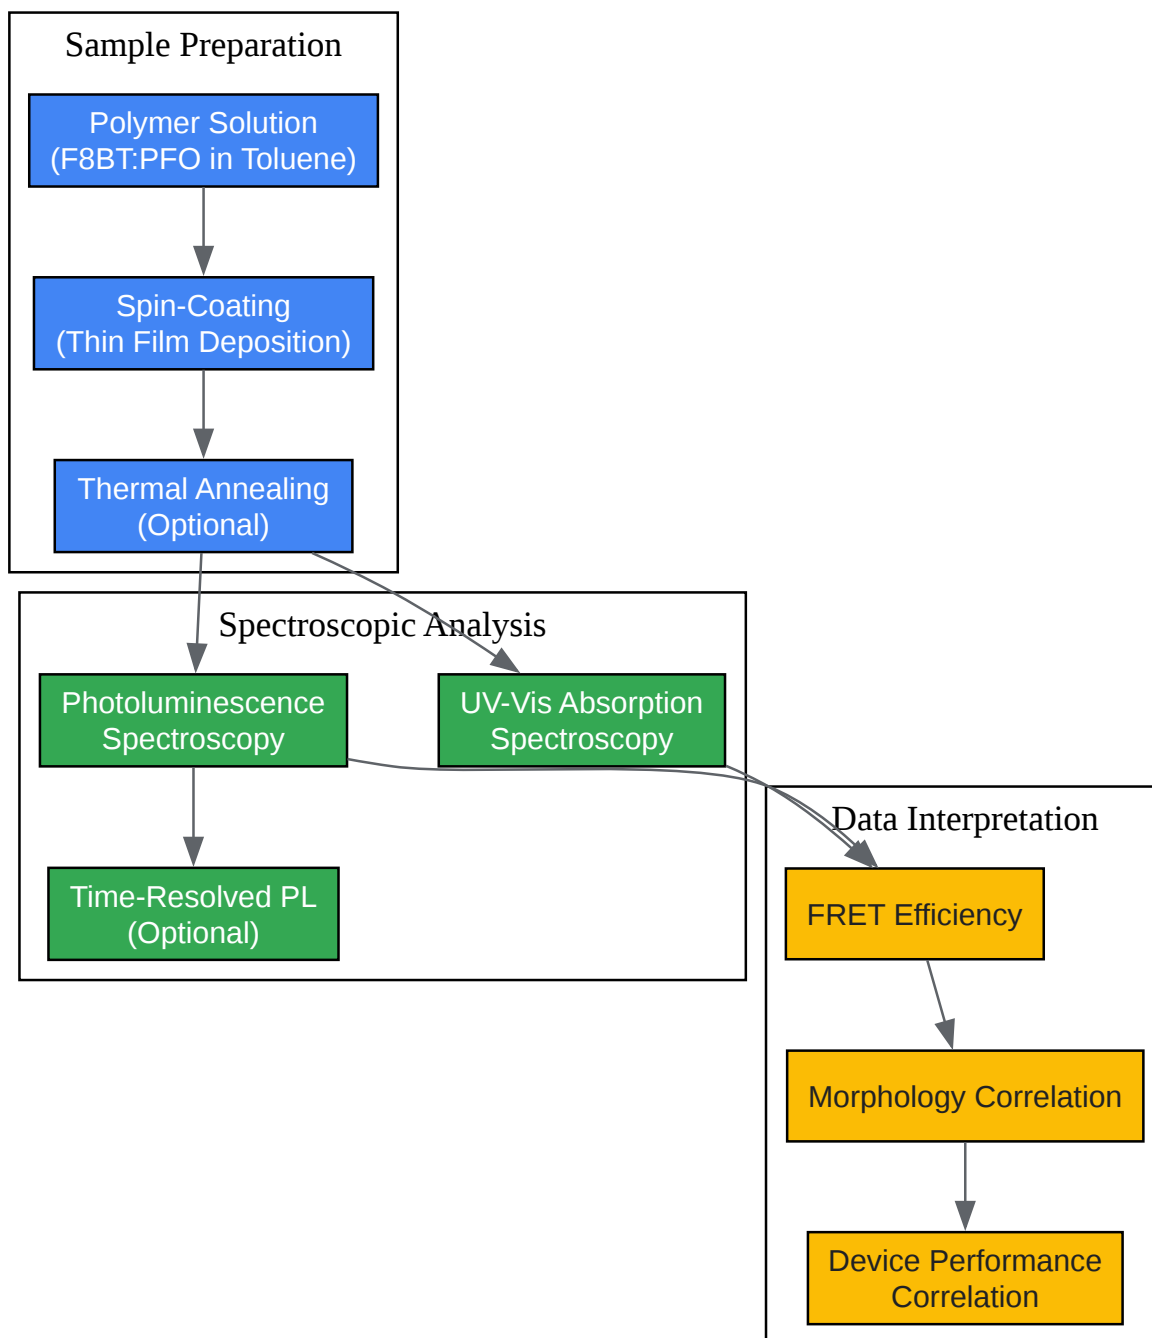 Sample Preparation
Polymer Solution
(F8BT:PFO in Toluene)
Spin-Coating
(Thin Film Deposition)
Thermal Annealing
(Optional)
Spectroscopic Analysis
Photoluminescence
Spectroscopy
UV-Vis Absorption
Spectroscopy
Time-Resolved PL
(Optional)
Data Interpretation
FRET Efficiency
Morphology Correlation
Device Performance
Correlation